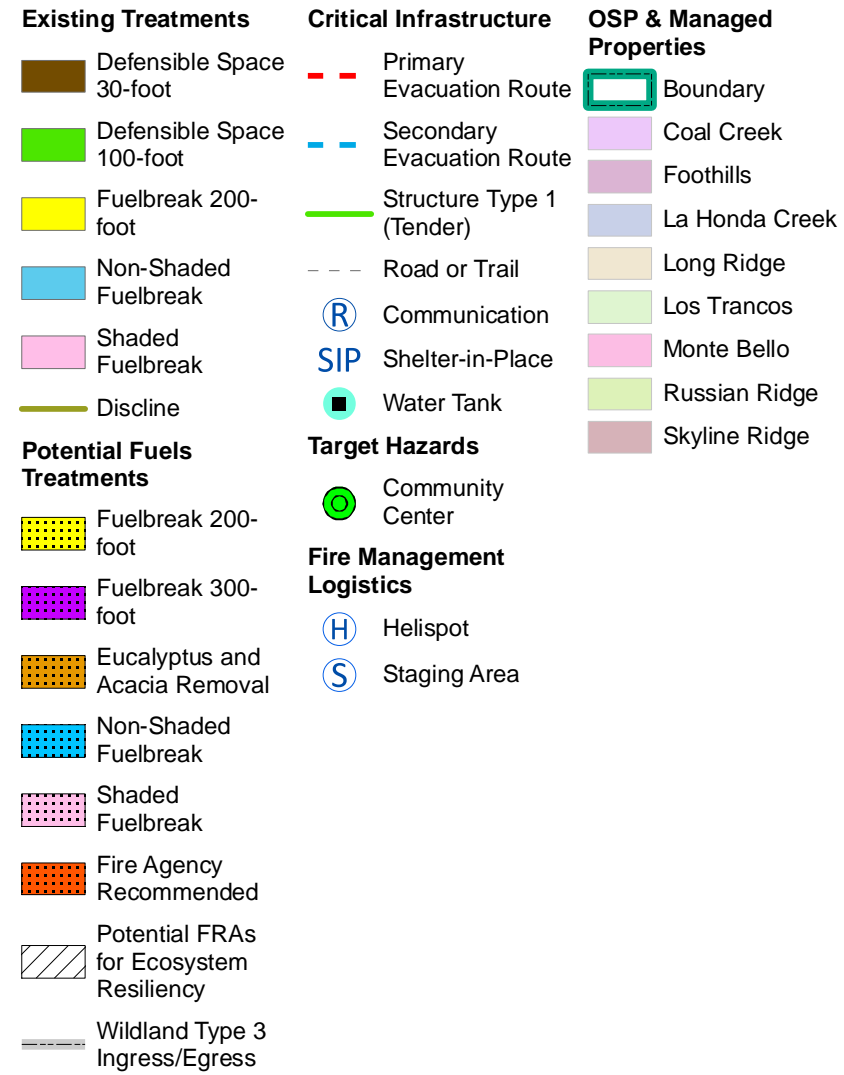 Existing Treatments
Defensible Space
30-foot
Defensible Space
100-foot
Fuelbreak 200-
foot
Non-Shaded
Fuelbreak
Shaded
Fuelbreak
Discline
Potential Fuels
Treatments
Fuelbreak 200-
foot
Fuelbreak 300-
foot
Eucalyptus and
Acacia Removal
Non-Shaded
Fuelbreak
Shaded
Fuelbreak
Fire Agency
Recommended
Potential FRAs
for Ecosystem
Resiliency
Wildland Type 3
Ingress/Egress
Critical Infrastructure
Primary
Evacuation Route
Secondary
Evacuation Route
Structure Type 1
(Tender)
Road or Trail
R Communication
SIP Shelter-in-Place
Water Tank
Target Hazards
Community
Center
Fire Management
Logistics
H Helispot
S Staging Area
OSP & Managed
Properties
Boundary
Coal Creek
Foothills
La Honda Creek
Long Ridge
Los Trancos
Monte Bello
Russian Ridge
Skyline Ridge